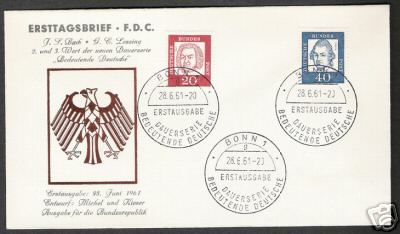 ERSTTAGSBRIEF · F.D.C.
J. S. Bach · G. E. Lessing
2. und 3. Wert der neuen Dauerserie
"Bedeutende Deutsche"
DEUTSCHE BUNDESPOST
20
DEUTSCHE BUNDESPOST
40
BONN
28.6.61-20
ERSTAUSGABE
DAUERSERIE
BEDEUTENDE DEUTSCHE
BONN
28.6.61-20
ERSTAUSGABE
DAUERSERIE
BEDEUTENDE DEUTSCHE
BONN 1
g
28.6.61-20
ERSTAUSGABE
DAUERSERIE
BEDEUTENDE DEUTSCHE
Erstausgabe: 28. Juni 1961
Entwurf: Michel und Kieser
Ausgabe für die Bundesrepublik